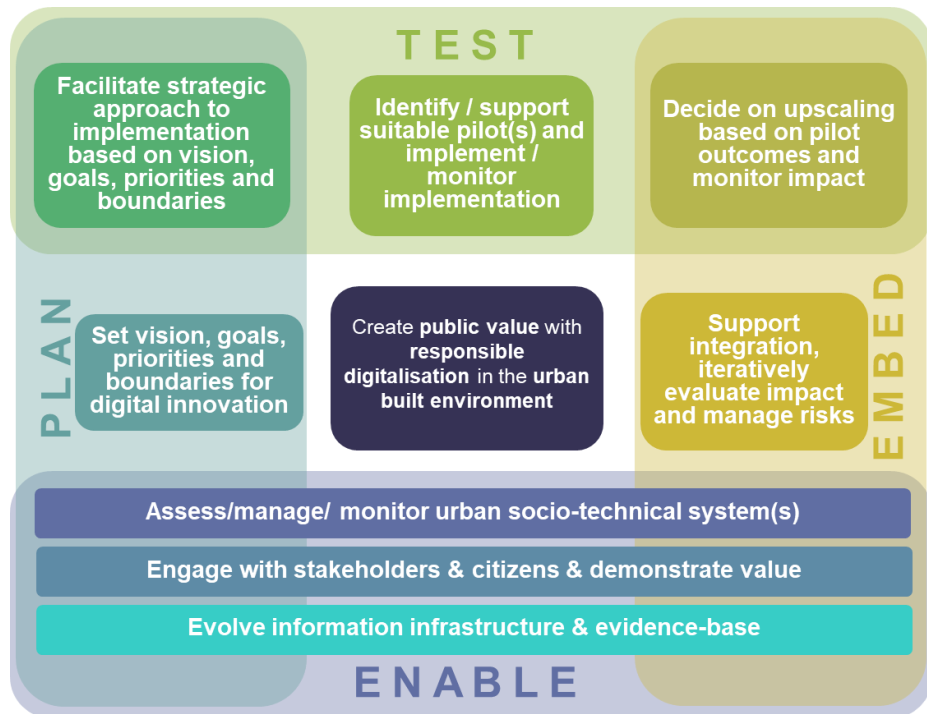 TEST
Facilitate strategic
approach to
implementation
based on vision,
goals, priorities and
boundaries
Identify / support
suitable pilot(s) and
implement /
monitor
implementation
Decide on upscaling
based on pilot
outcomes and
monitor impact
PLAN
Set vision, goals,
priorities and
boundaries for
digital innovation
Create public value with
responsible
digitalisation in the urban
built environment
Support
integration,
iteratively
evaluate impact
and manage risks
EMBED
Assess/manage/ monitor urban socio-technical system(s)
Engage with stakeholders & citizens & demonstrate value
Evolve information infrastructure & evidence-base
ENABLE